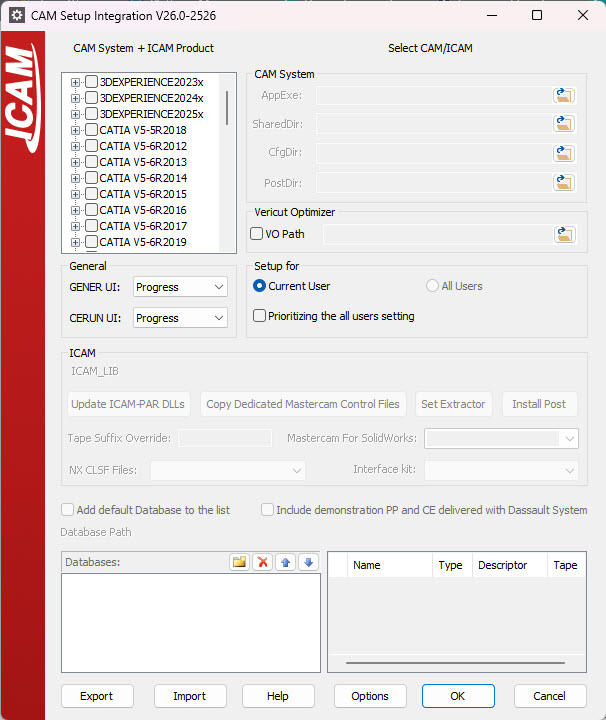 CAM Setup Integration V26.0-2526
ICAM
CAM System + ICAM Product
Select CAM/ICAM
3DEXPERIENCE2023x
3DEXPERIENCE2024x
3DEXPERIENCE2025x
CATIA V5-5R2018
CATIA V5-6R2012
CATIA V5-6R2013
CATIA V5-6R2014
CATIA V5-6R2015
CATIA V5-6R2016
CATIA V5-6R2017
CATIA V5-6R2019
CAM System
AppExe:
SharedDir:
CfgDir:
PostDir:
Vericut Optimizer
VO Path
General
GENER UI: Progress
CERUN UI: Progress
Setup for
Current User All Users
Prioritizing the all users setting
ICAM
ICAM_LIB
Update ICAM-PAR DLLs Copy Dedicated Mastercam Control Files Set Extractor Install Post
Tape Suffix Override: Mastercam For SolidWorks:
NX CLSF Files: Interface kit:
Add default Database to the list Include demonstration PP and CE delivered with Dassault System
Database Path
Databases:
Name Type Descriptor Tape
Export Import Help Options OK Cancel